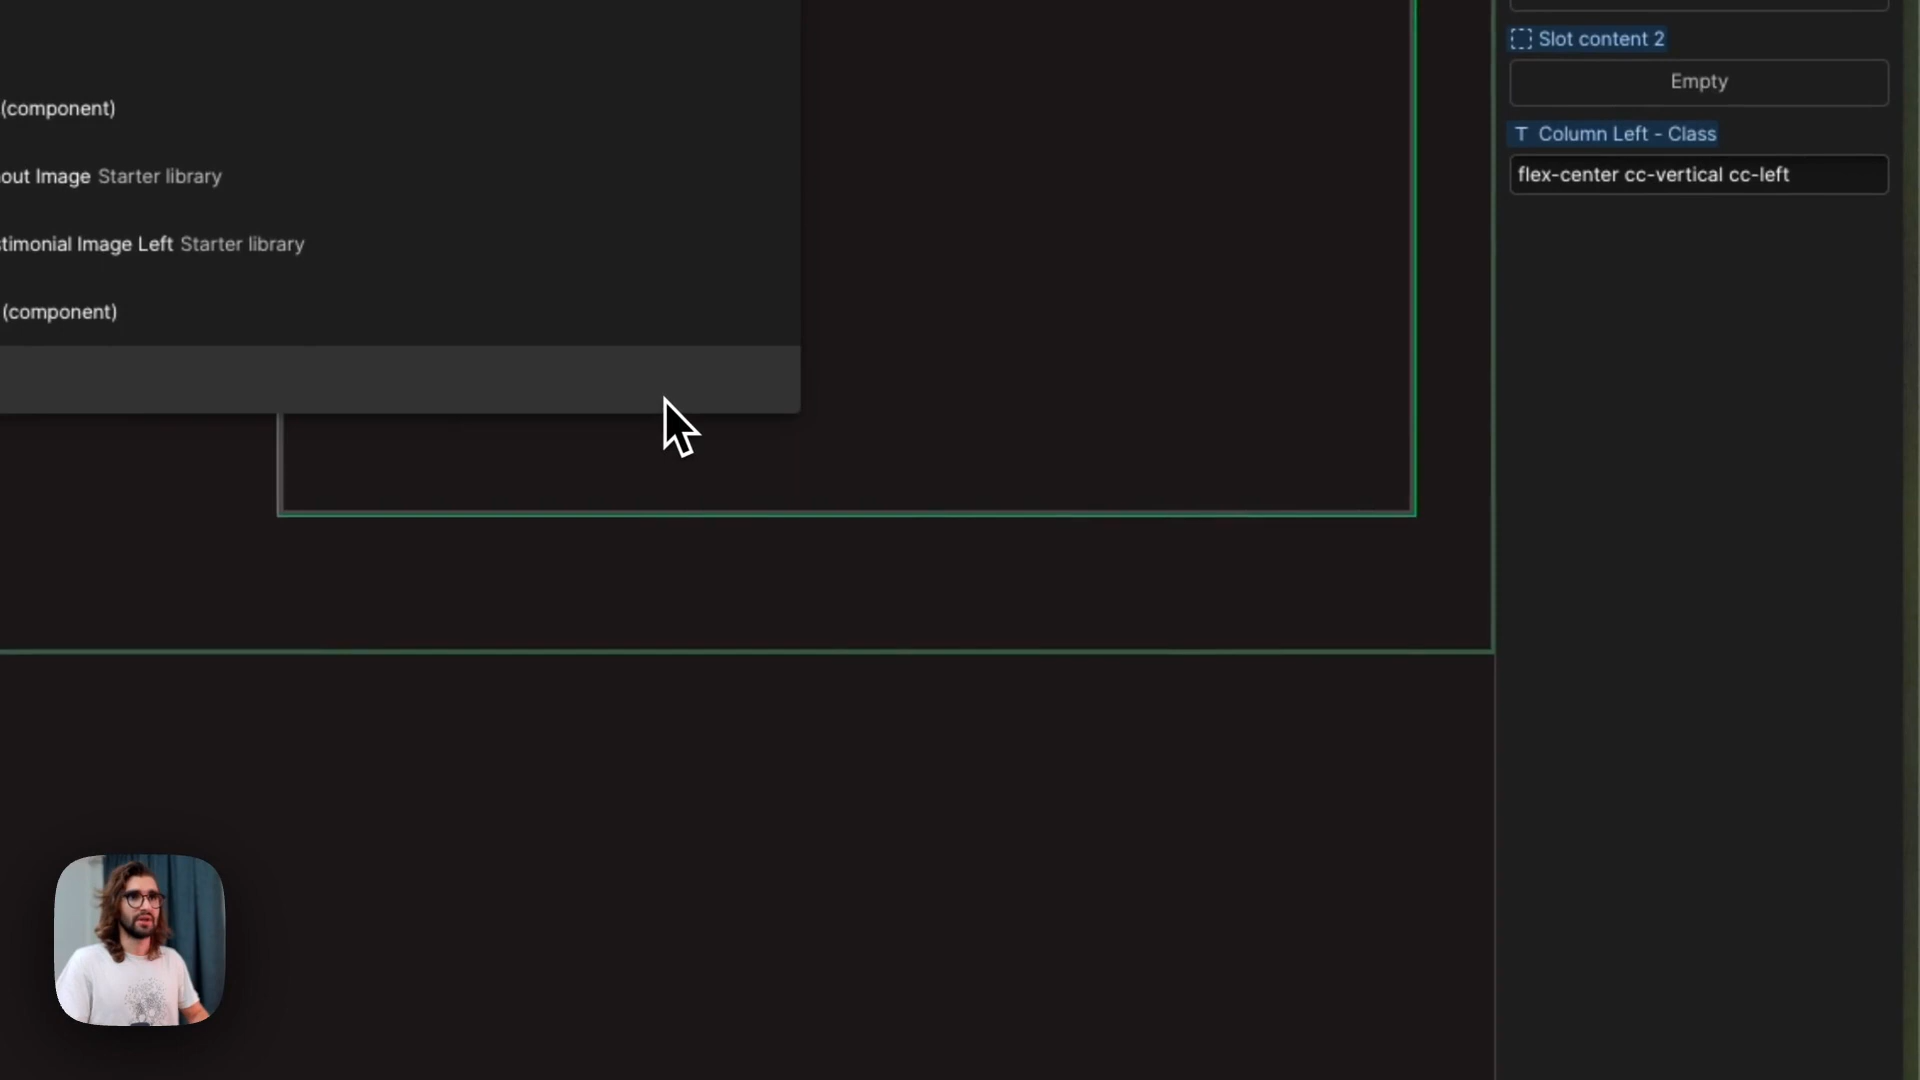 (component)
out Image Starter library
timonial Image Left Starter library
(component)
Slot content 2
Empty
T Column Left - Class
flex-center cc-vertical cc-left